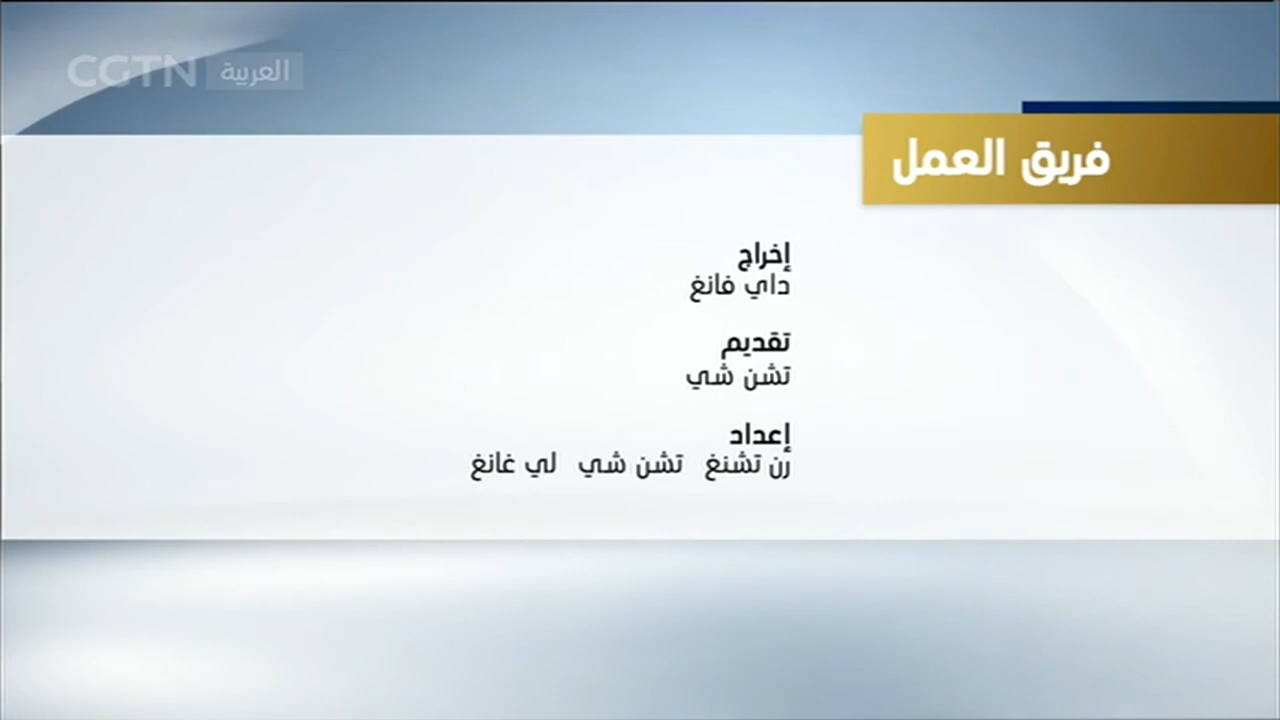 CGTN العربية
فريق العمل
إخراج
داي فانغ
تقديم
تشن شي
إعداد
رن تشنغ تشن شي لي غانغ